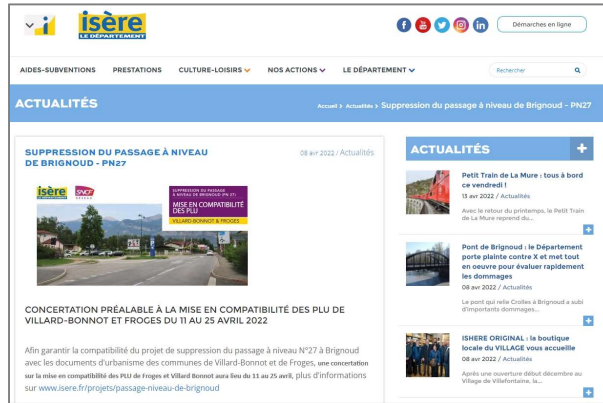 isère
LE DÉPARTEMENT
Démarches en ligne
AIDES-SUBVENTIONS PRESTATIONS CULTURE-LOISIRS NOS ACTIONS LE DÉPARTEMENT
Rechercher
ACTUALITÉS
Accueil > Actualités > Suppression du passage à niveau de Brignoud - PN27
SUPPRESSION DU PASSAGE À NIVEAU
DE BRIGNOUD - PN27
08 avr 2022 / Actualités
isère
LE DÉPARTEMENT
SNCF
RÉSEAU
SUPPRESSION DU PASSAGE
À NIVEAU DE BRIGNOUD (PN 27)
MISE EN COMPATIBILITÉ
DES PLU
VILLARD-BONNOT & FROGES
CONCERTATION PRÉALABLE À LA MISE EN COMPATIBILITÉ DES PLU DE
VILLARD-BONNOT ET FROGES DU 11 AU 25 AVRIL 2022
Afin garantir la compatibilité du projet de suppression du passage à niveau N°27 à Brignoud
avec les documents d'urbanisme des communes de Villard-Bonnot et de Froges, une concertation
sur la mise en compatibilité des PLU de Froges et Villard Bonnot aura lieu du 11 au 25 avril, plus d'informations
sur www.isere.fr/projets/passage-niveau-de-brignoud
ACTUALITÉS
+
Petit Train de La Mure : tous à bord
ce vendredi !
13 avr 2022 / Actualités
Avec le retour du printemps, le Petit Train
de La Mure reprend du...
+
Pont de Brignoud : le Département
porte plainte contre X et met tout
en oeuvre pour évaluer rapidement
les dommages
08 avr 2022 / Actualités
Le pont qui relie Crolles à Brignoud a subi
d'importants dommages...
+
ISHERE ORIGINAL : la boutique
locale du VILLAGE vous accueille
08 avr 2022 / Actualités
Après une ouverture début décembre au
Village de Villefontaine, la...
+